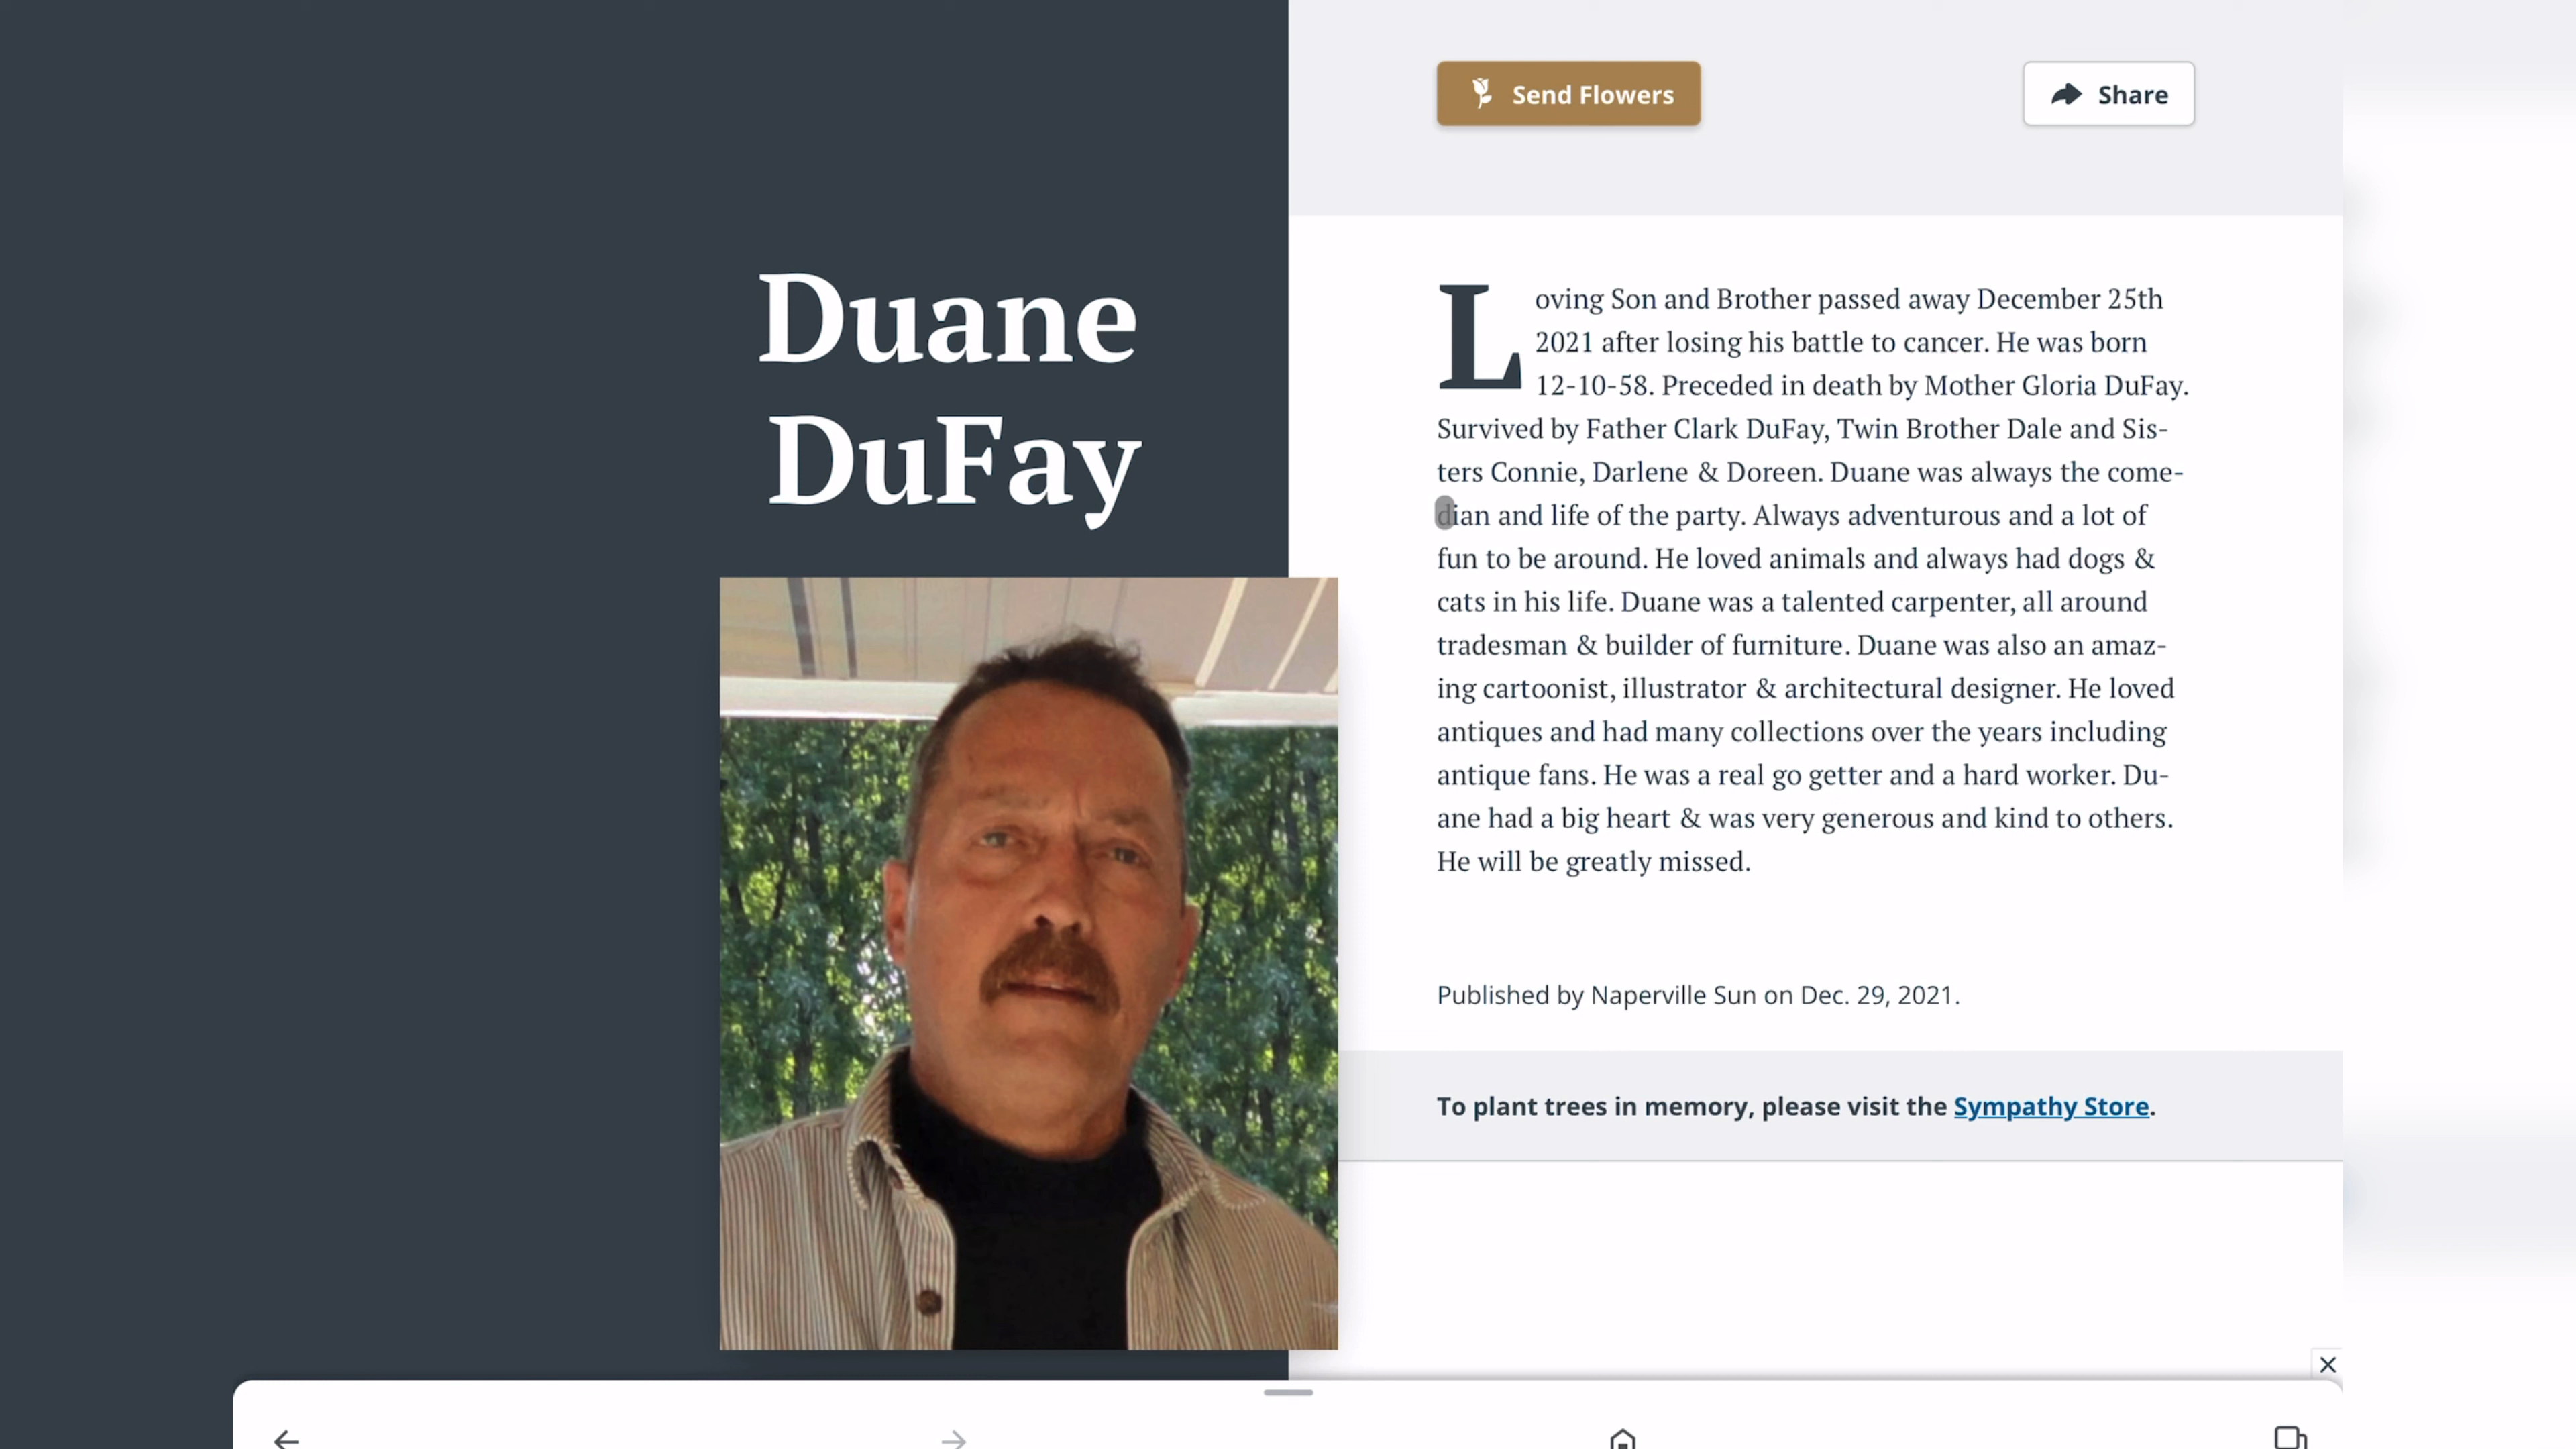 Send Flowers
Share
Duane
DuFay
Loving Son and Brother passed away December 25th
2021 after losing his battle to cancer. He was born
12-10-58. Preceded in death by Mother Gloria DuFay.
Survived by Father Clark DuFay, Twin Brother Dale and Sis-
ters Connie, Darlene & Doreen. Duane was always the come-
dian and life of the party. Always adventurous and a lot of
fun to be around. He loved animals and always had dogs &
cats in his life. Duane was a talented carpenter, all around
tradesman & builder of furniture. Duane was also an amaz-
ing cartoonist, illustrator & architectural designer. He loved
antiques and had many collections over the years including
antique fans. He was a real go getter and a hard worker. Du-
ane had a big heart & was very generous and kind to others.
He will be greatly missed.
Published by Naperville Sun on Dec. 29, 2021.
To plant trees in memory, please visit the Sympathy Store.